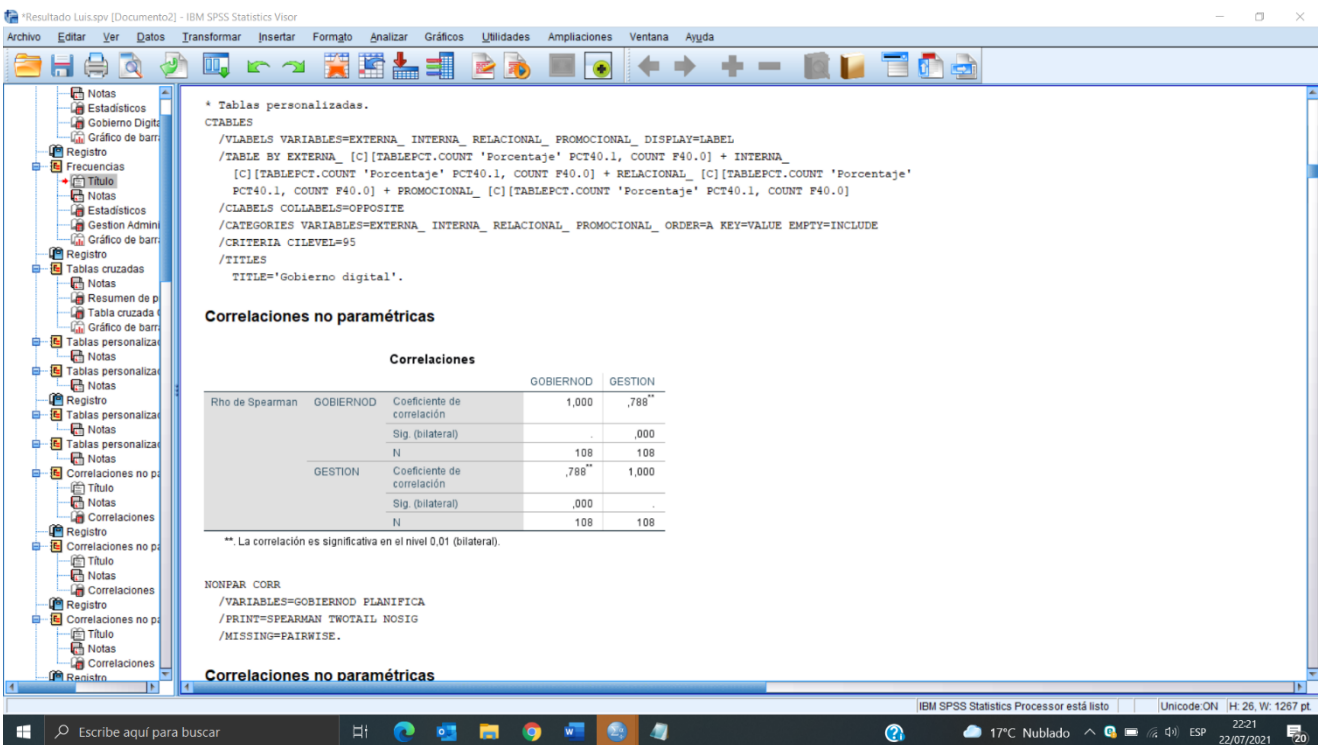 *Resultado Luis.spv [Documento2] - IBM SPSS Statistics Visor
Archivo Editar Ver Datos Transformar Insertar Formato Analizar Gráficos Utilidades Ampliaciones Ventana Ayuda
Notas
Estadísticos
Gobierno Digita
Gráfico de barr
Registro
Frecuencias
Título
Notas
Estadísticos
Gestion Admini
Gráfico de barr
Registro
Tablas cruzadas
Notas
Resumen de p
Tabla cruzada
Gráfico de barr
Tablas personaliza
Notas
Tablas personaliza
Notas
Registro
Tablas personaliza
Notas
Tablas personaliza
Notas
Correlaciones no pa
Título
Notas
Correlaciones
Registro
Correlaciones no pa
Título
Notas
Correlaciones
Registro
Correlaciones no pa
Título
Notas
Correlaciones
Registro
* Tablas personalizadas.
CTABLES
/VLABELS VARIABLES=EXTERNA_ INTERNA_ RELACIONAL_ PROMOCIONAL_ DISPLAY=LABEL
/TABLE BY EXTERNA_ [C][TABLEPCT.COUNT 'Porcentaje' PCT40.1, COUNT F40.0] + INTERNA_
[C][TABLEPCT.COUNT 'Porcentaje' PCT40.1, COUNT F40.0] + RELACIONAL_ [C][TABLEPCT.COUNT 'Porcentaje'
PCT40.1, COUNT F40.0] + PROMOCIONAL_ [C][TABLEPCT.COUNT 'Porcentaje' PCT40.1, COUNT F40.0]
/CLABELS COLLABELS=OPPOSITE
/CATEGORIES VARIABLES=EXTERNA_ INTERNA_ RELACIONAL_ PROMOCIONAL_ ORDER=A KEY=VALUE EMPTY=INCLUDE
/CRITERIA CILEVEL=95
/TITLES
TITLE='Gobierno digital'.
Correlaciones no paramétricas
Correlaciones
GOBIERNOD GESTION
Rho de Spearman GOBIERNOD Coeficiente de correlación 1,000 ,788**
Sig. (bilateral) . ,000
N 108 108
GESTION Coeficiente de correlación ,788** 1,000
Sig. (bilateral) ,000 .
N 108 108
**. La correlación es significativa en el nivel 0,01 (bilateral).
NONPAR CORR
/VARIABLES=GOBIERNOD PLANIFICA
/PRINT=SPEARMAN TWOTAIL NOSIG
/MISSING=PAIRWISE.
Correlaciones no paramétricas
IBM SPSS Statistics Processor está listo Unicode:ON H: 26, W: 1267 pt.
Escribe aquí para buscar
17°C Nublado ESP 22:21
22/07/2021 20